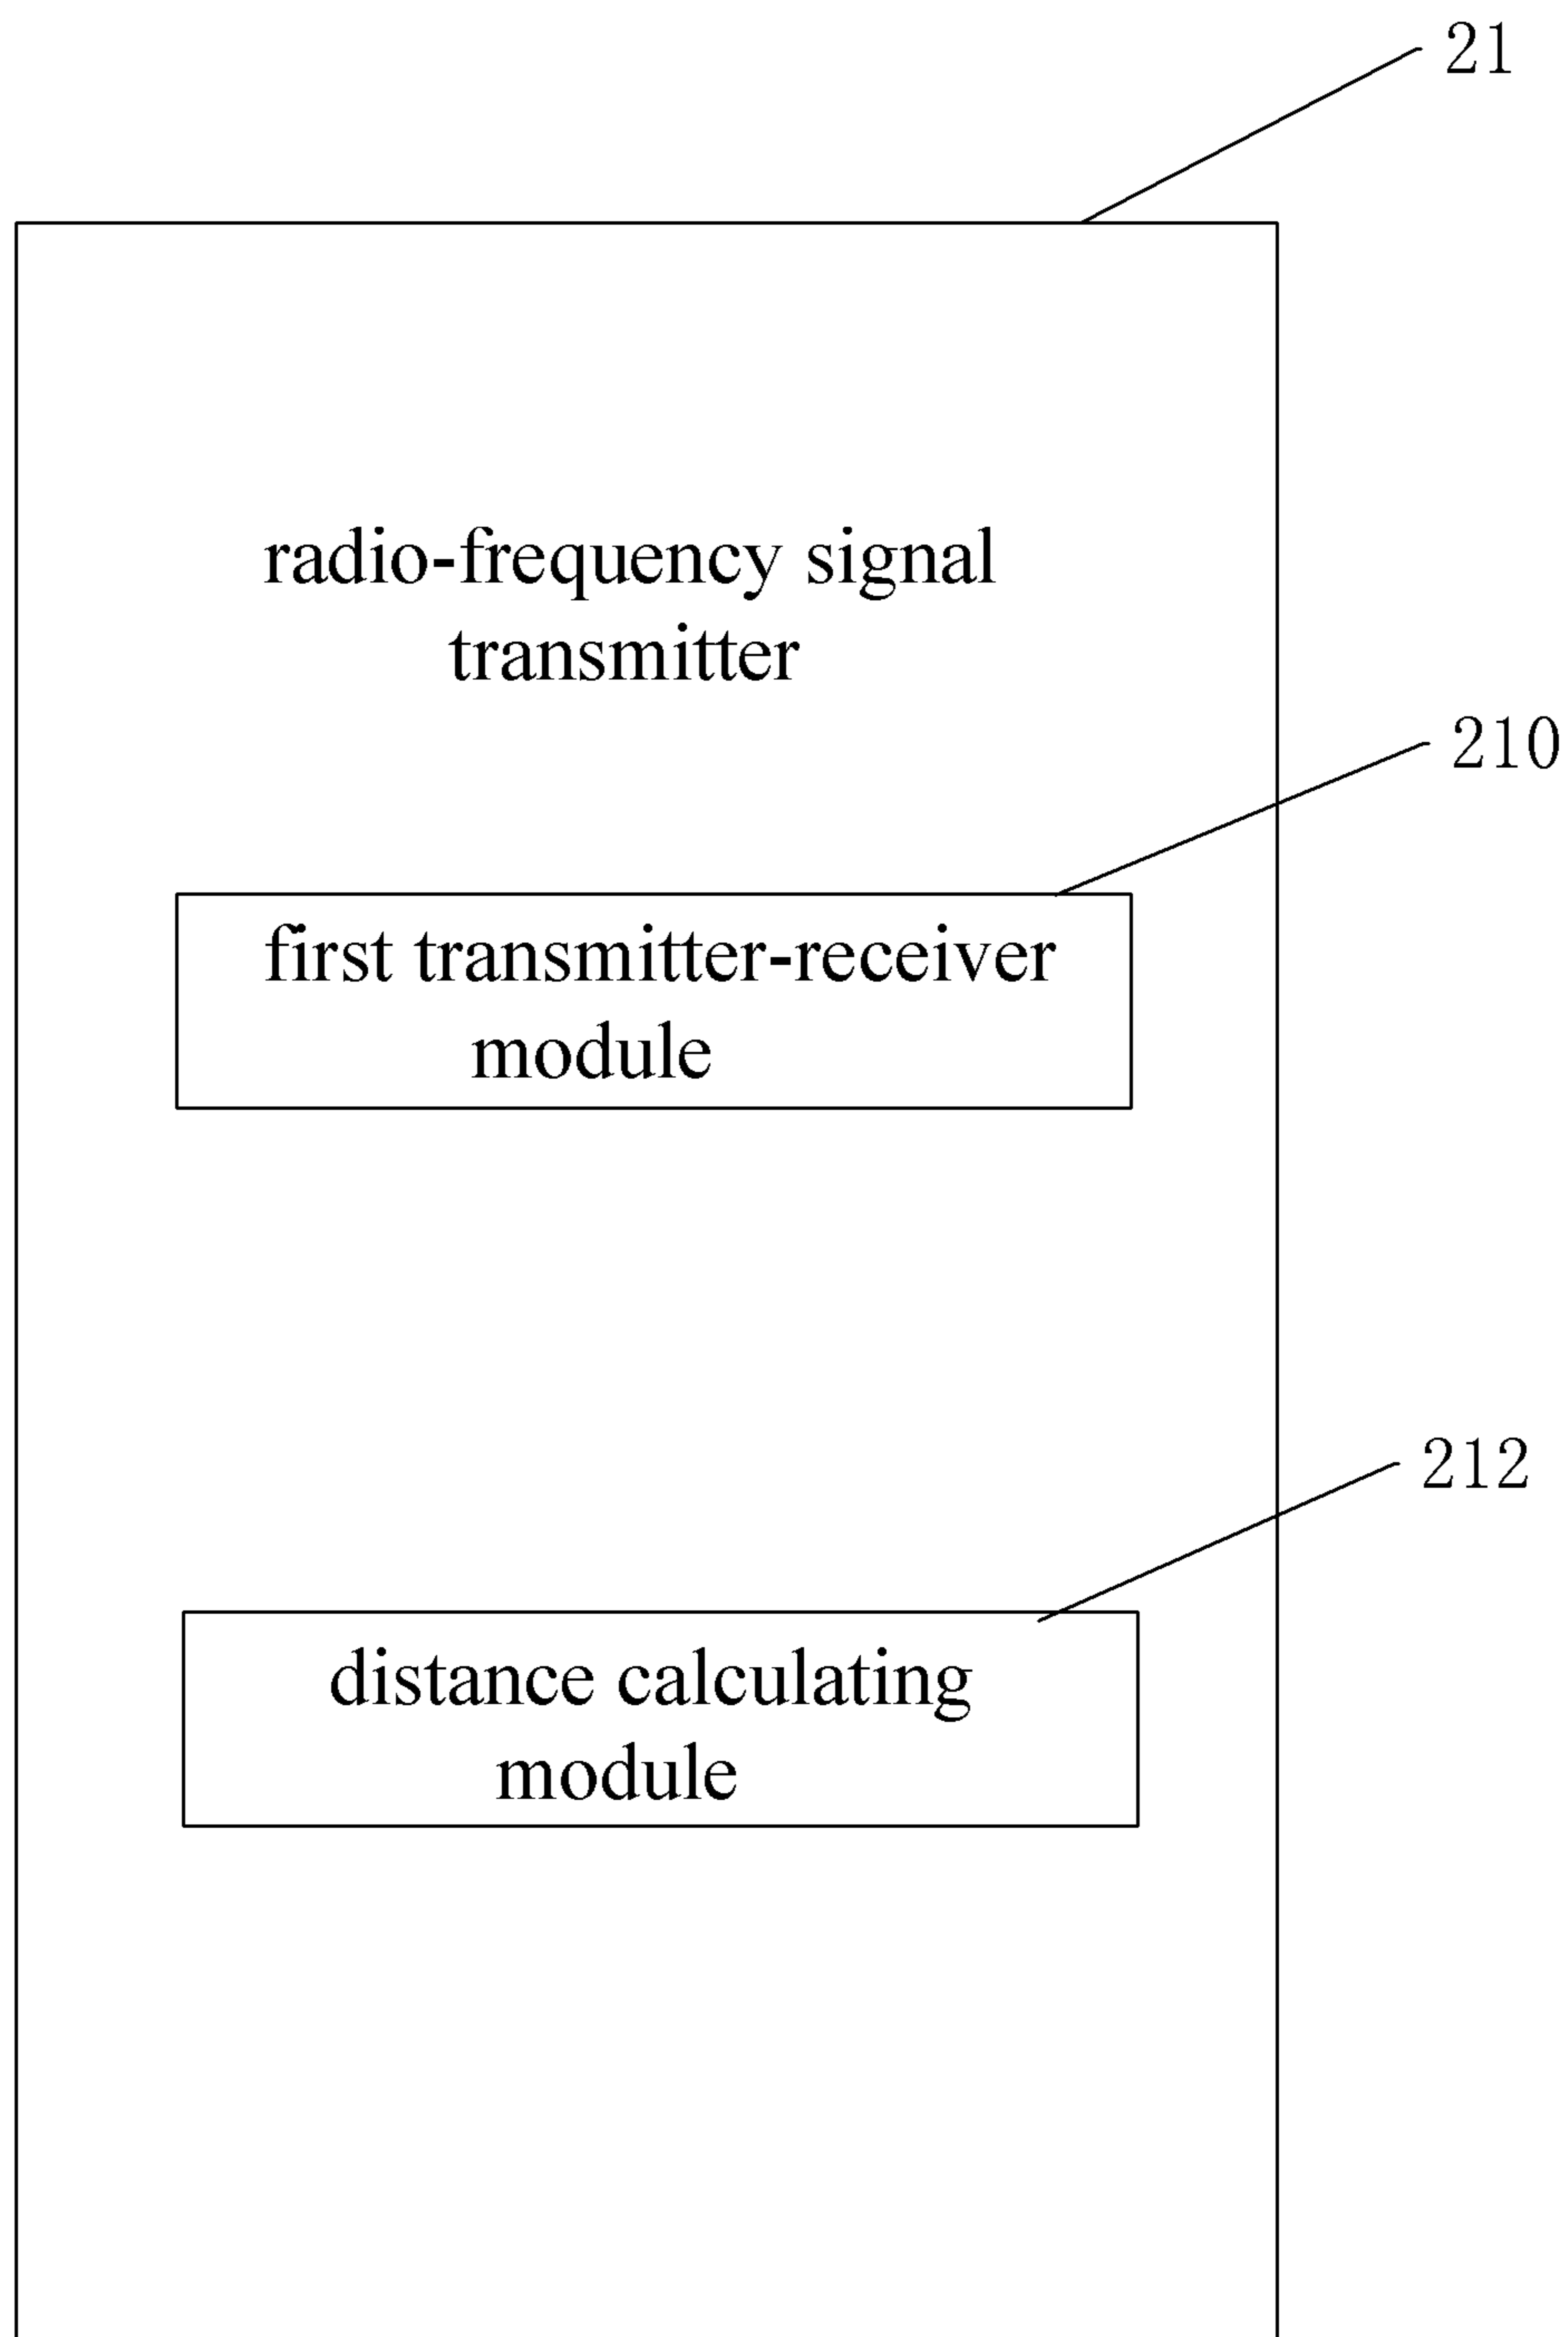 21
radio-frequency signal
transmitter
210
first transmitter-receiver
module
212
distance calculating
module